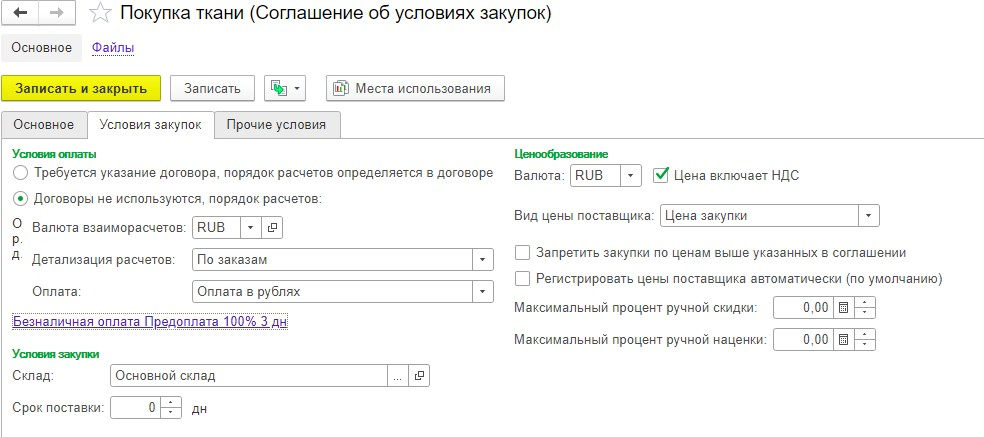 Покупка ткани (Соглашение об условиях закупок)
Основное Файлы
Записать и закрыть Записать Места использования
Основное Условия закупок Прочие условия
Условия оплаты
Требуется указание договора, порядок расчетов определяется в договоре
Договоры не используются, порядок расчетов:
О
р.
д.
Валюта взаиморасчетов: RUB
Детализация расчетов: По заказам
Оплата: Оплата в рублях
Безналичная оплата Предоплата 100% 3 дн
Условия закупки
Склад: Основной склад ...
Срок поставки: 0 дн
Ценообразование
Валюта: RUB Цена включает НДС
Вид цены поставщика: Цена закупки
Запретить закупки по ценам выше указанных в соглашении
Регистрировать цены поставщика автоматически (по умолчанию)
Максимальный процент ручной скидки: 0,00
Максимальный процент ручной наценки: 0,00